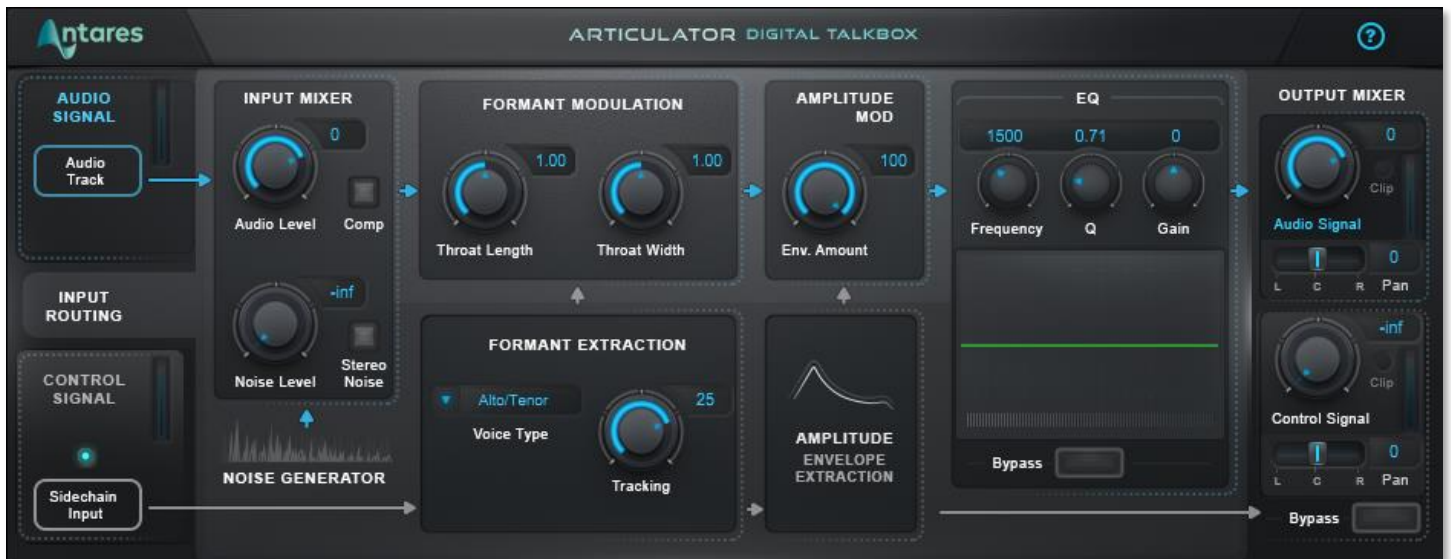 Antares
ARTICULATOR DIGITAL TALKBOX
?
AUDIO
SIGNAL
Audio
Track
INPUT
ROUTING
CONTROL
SIGNAL
Sidechain
Input
INPUT MIXER
0
Audio Level
Comp
-inf
Noise Level
Stereo
Noise
NOISE GENERATOR
FORMANT MODULATION
1.00
Throat Length
1.00
Throat Width
FORMANT EXTRACTION
Alto/Tenor
Voice Type
25
Tracking
AMPLITUDE
MOD
100
Env. Amount
AMPLITUDE
ENVELOPE
EXTRACTION
EQ
1500 0.71 0
Frequency Q Gain
Bypass
OUTPUT MIXER
0
Clip
Audio Signal
0
L C R Pan
-inf
Clip
Control Signal
0
L C R Pan
Bypass